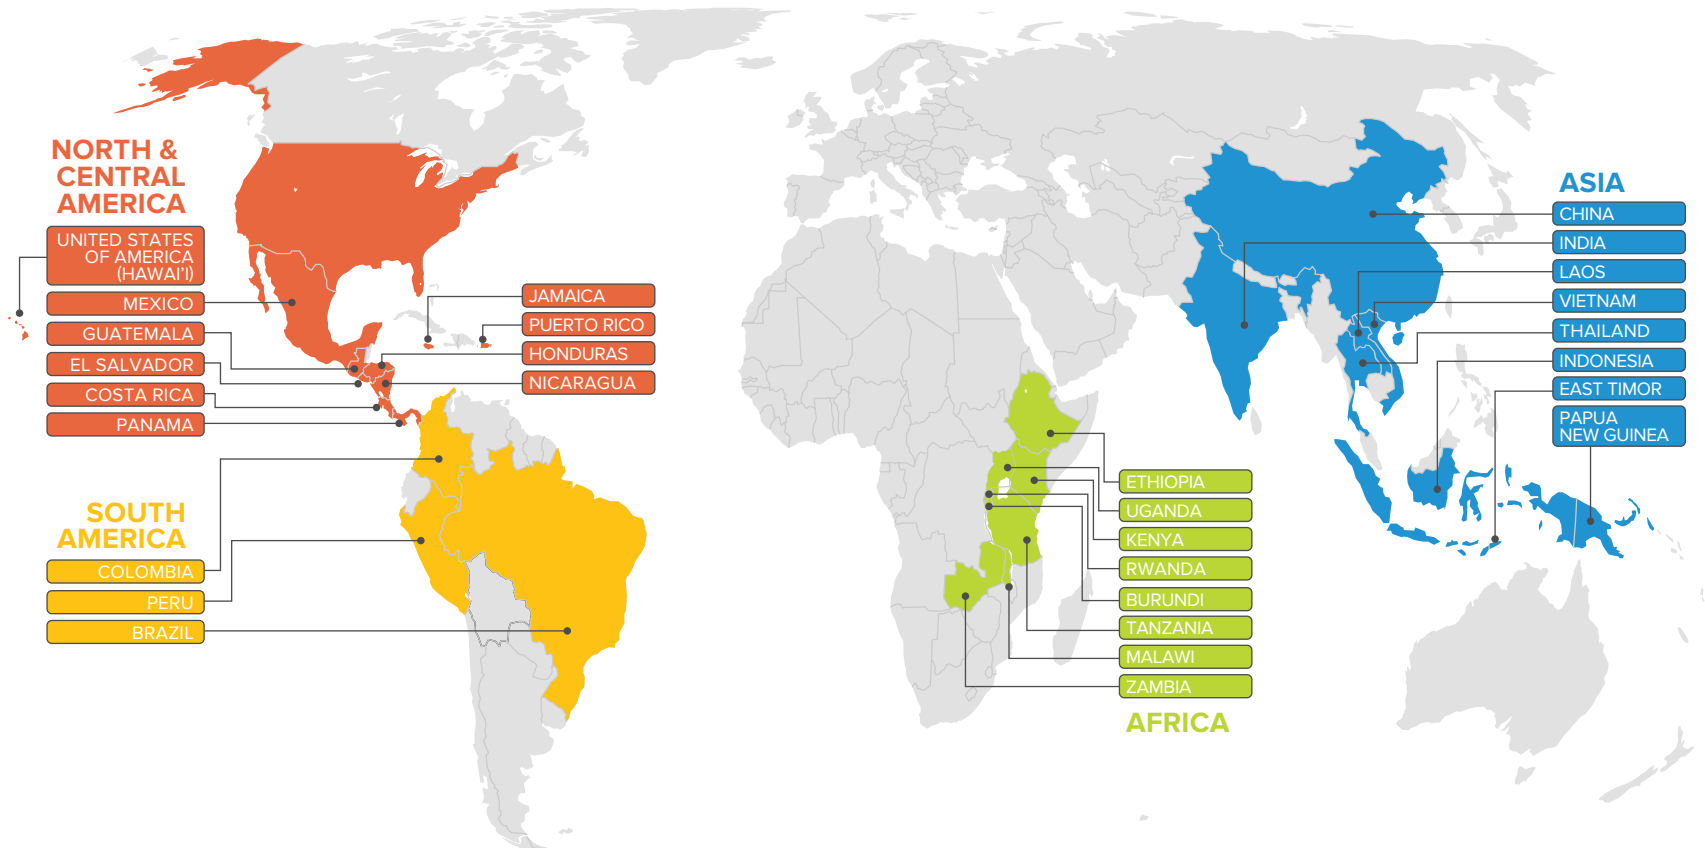 NORTH &
CENTRAL
AMERICA
UNITED STATES
OF AMERICA
(HAWAI'I)
MEXICO
GUATEMALA
EL SALVADOR
COSTA RICA
PANAMA
JAMAICA
PUERTO RICO
HONDURAS
NICARAGUA
SOUTH
AMERICA
COLOMBIA
PERU
BRAZIL
ETHIOPIA
UGANDA
KENYA
RWANDA
BURUNDI
TANZANIA
MALAWI
ZAMBIA
AFRICA
ASIA
CHINA
INDIA
LAOS
VIETNAM
THAILAND
INDONESIA
EAST TIMOR
PAPUA
NEW GUINEA